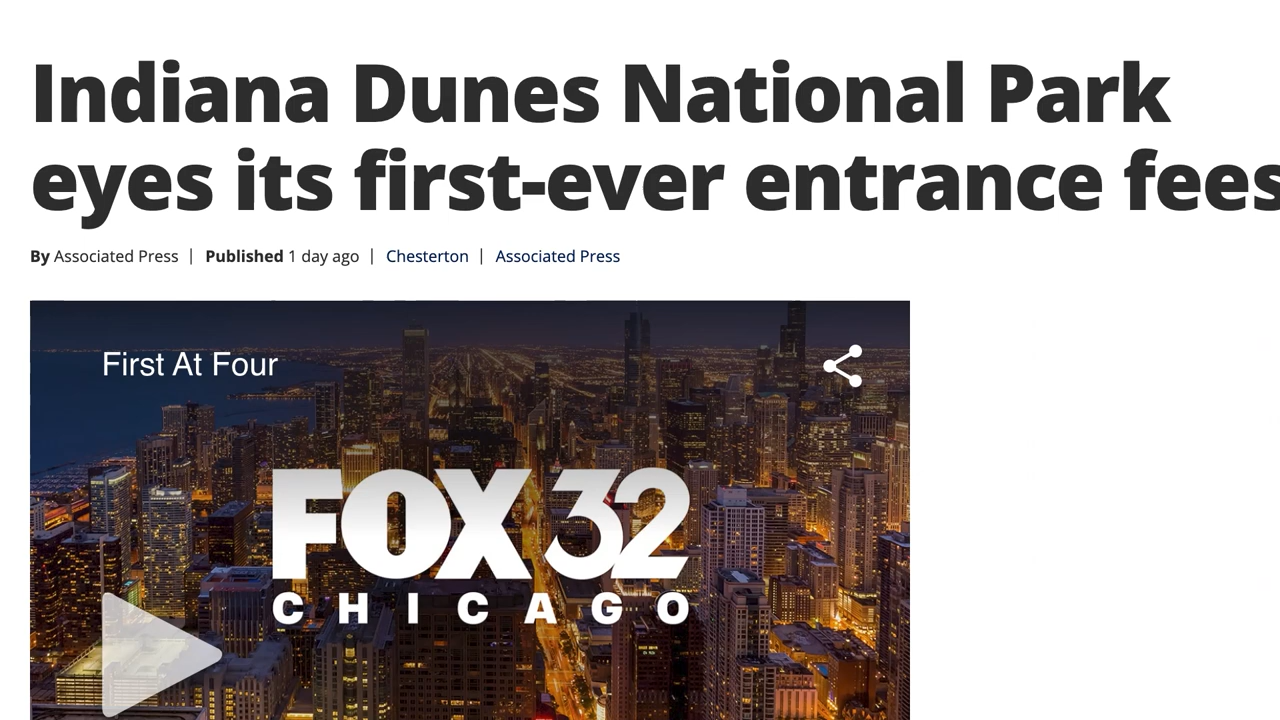 Indiana Dunes National Park
eyes its first-ever entrance fees
By Associated Press | Published 1 day ago | Chesterton | Associated Press
First At Four
FOX 32
CHICAGO